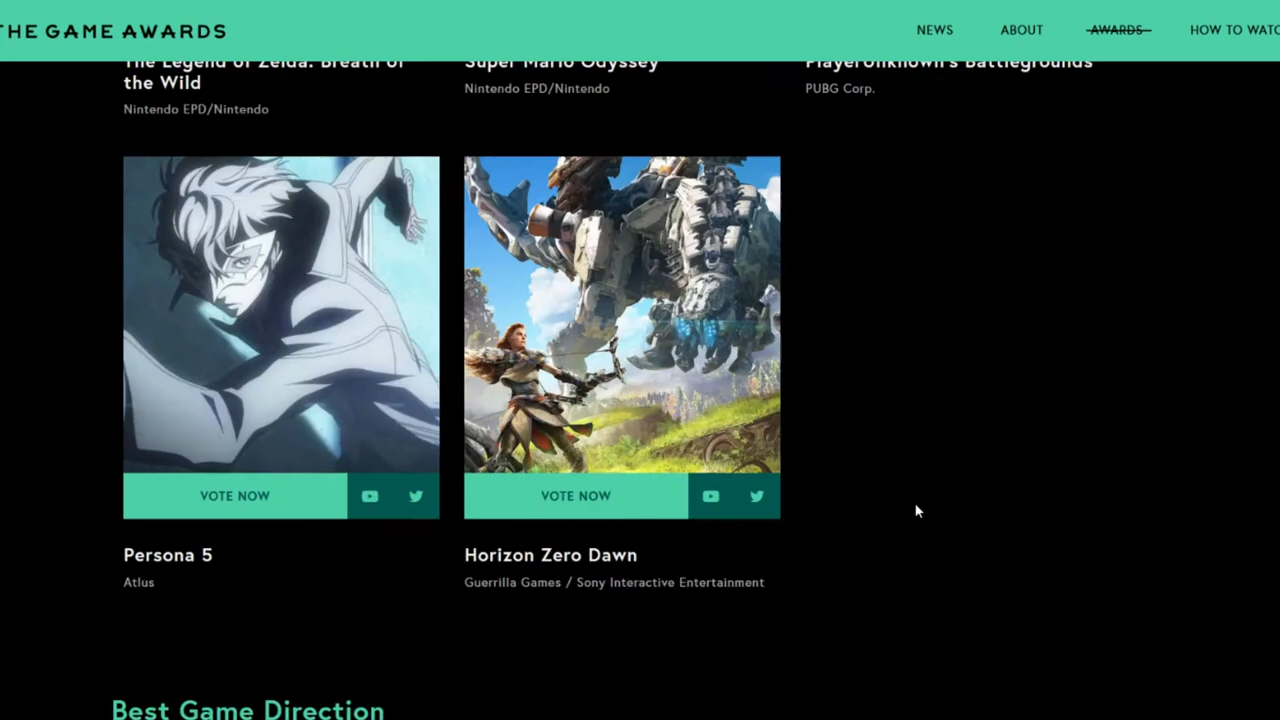 THE GAME AWARDS
NEWS
ABOUT
AWARDS
HOW TO WATC
The Legend of Zelda: Breath of
the Wild
Nintendo EPD/Nintendo
Super Mario Odyssey
Nintendo EPD/Nintendo
PlayerUnknown's Battlegrounds
PUBG Corp.
VOTE NOW
VOTE NOW
Persona 5
Atlus
Horizon Zero Dawn
Guerrilla Games / Sony Interactive Entertainment
Best Game Direction